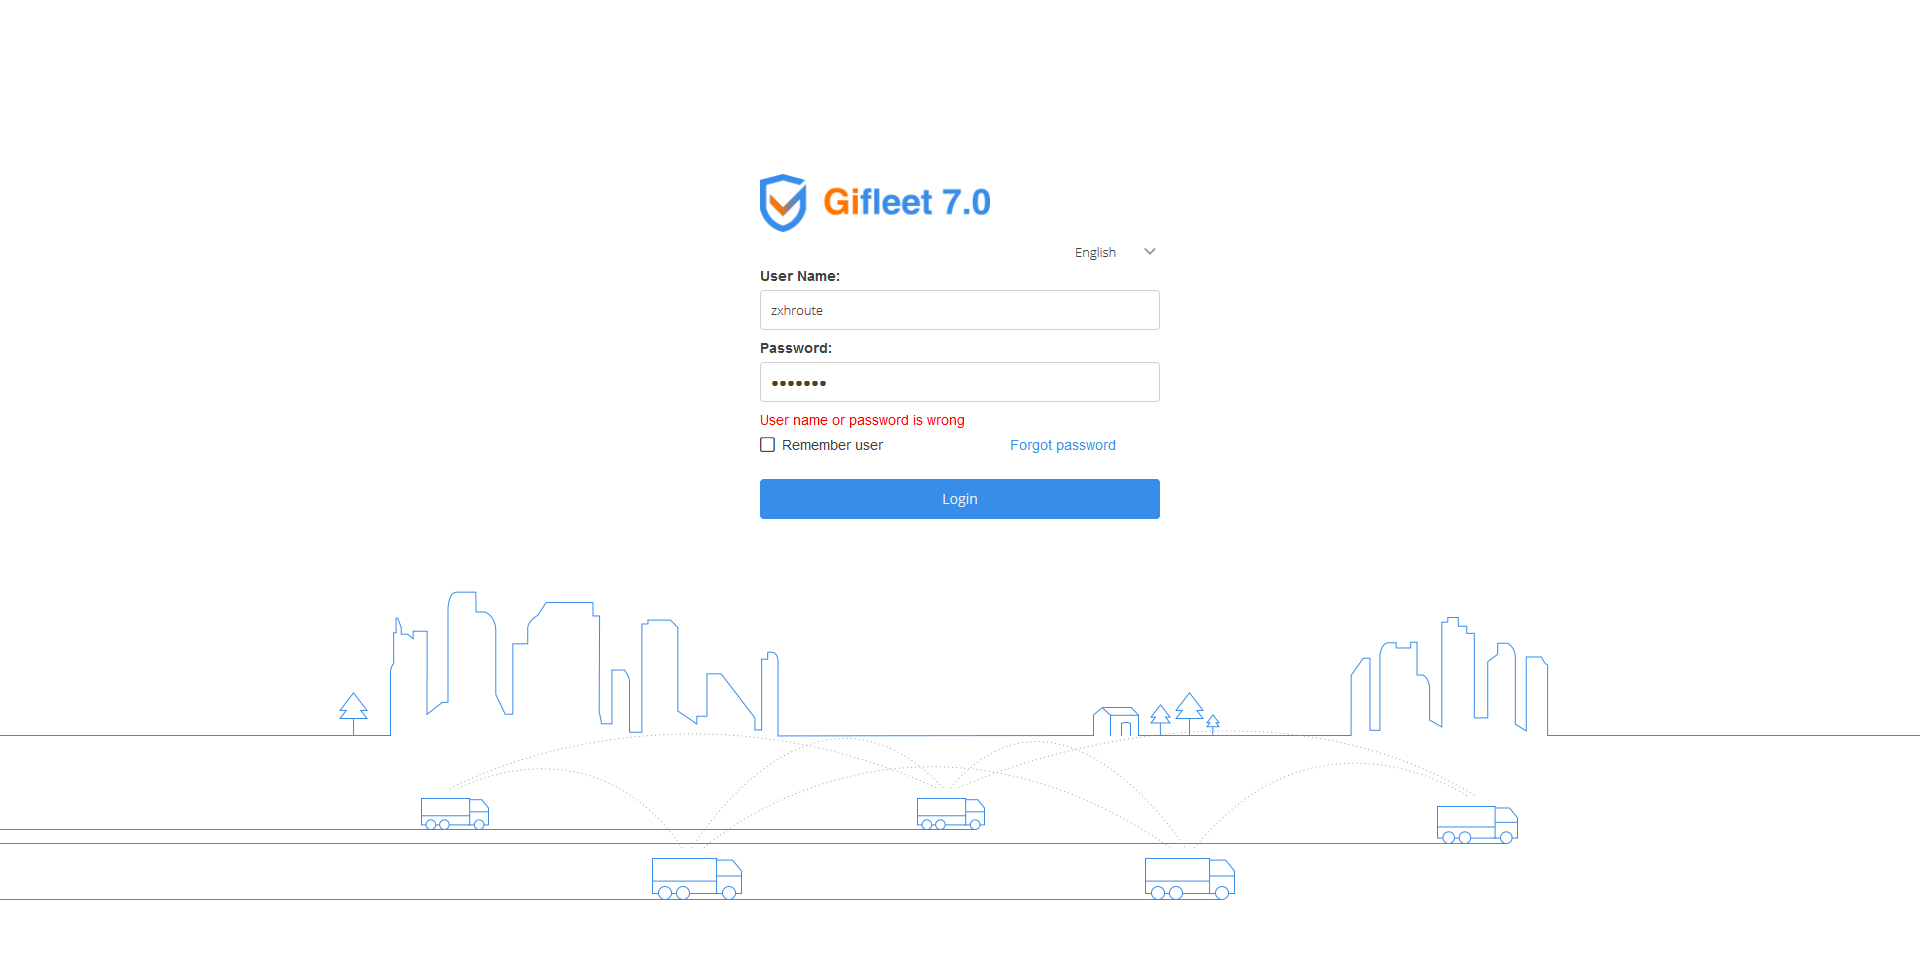 Gifleet 7.0
English
User Name:
zxhroute
Password:
•••••••
User name or password is wrong
Remember user
Forgot password
Login